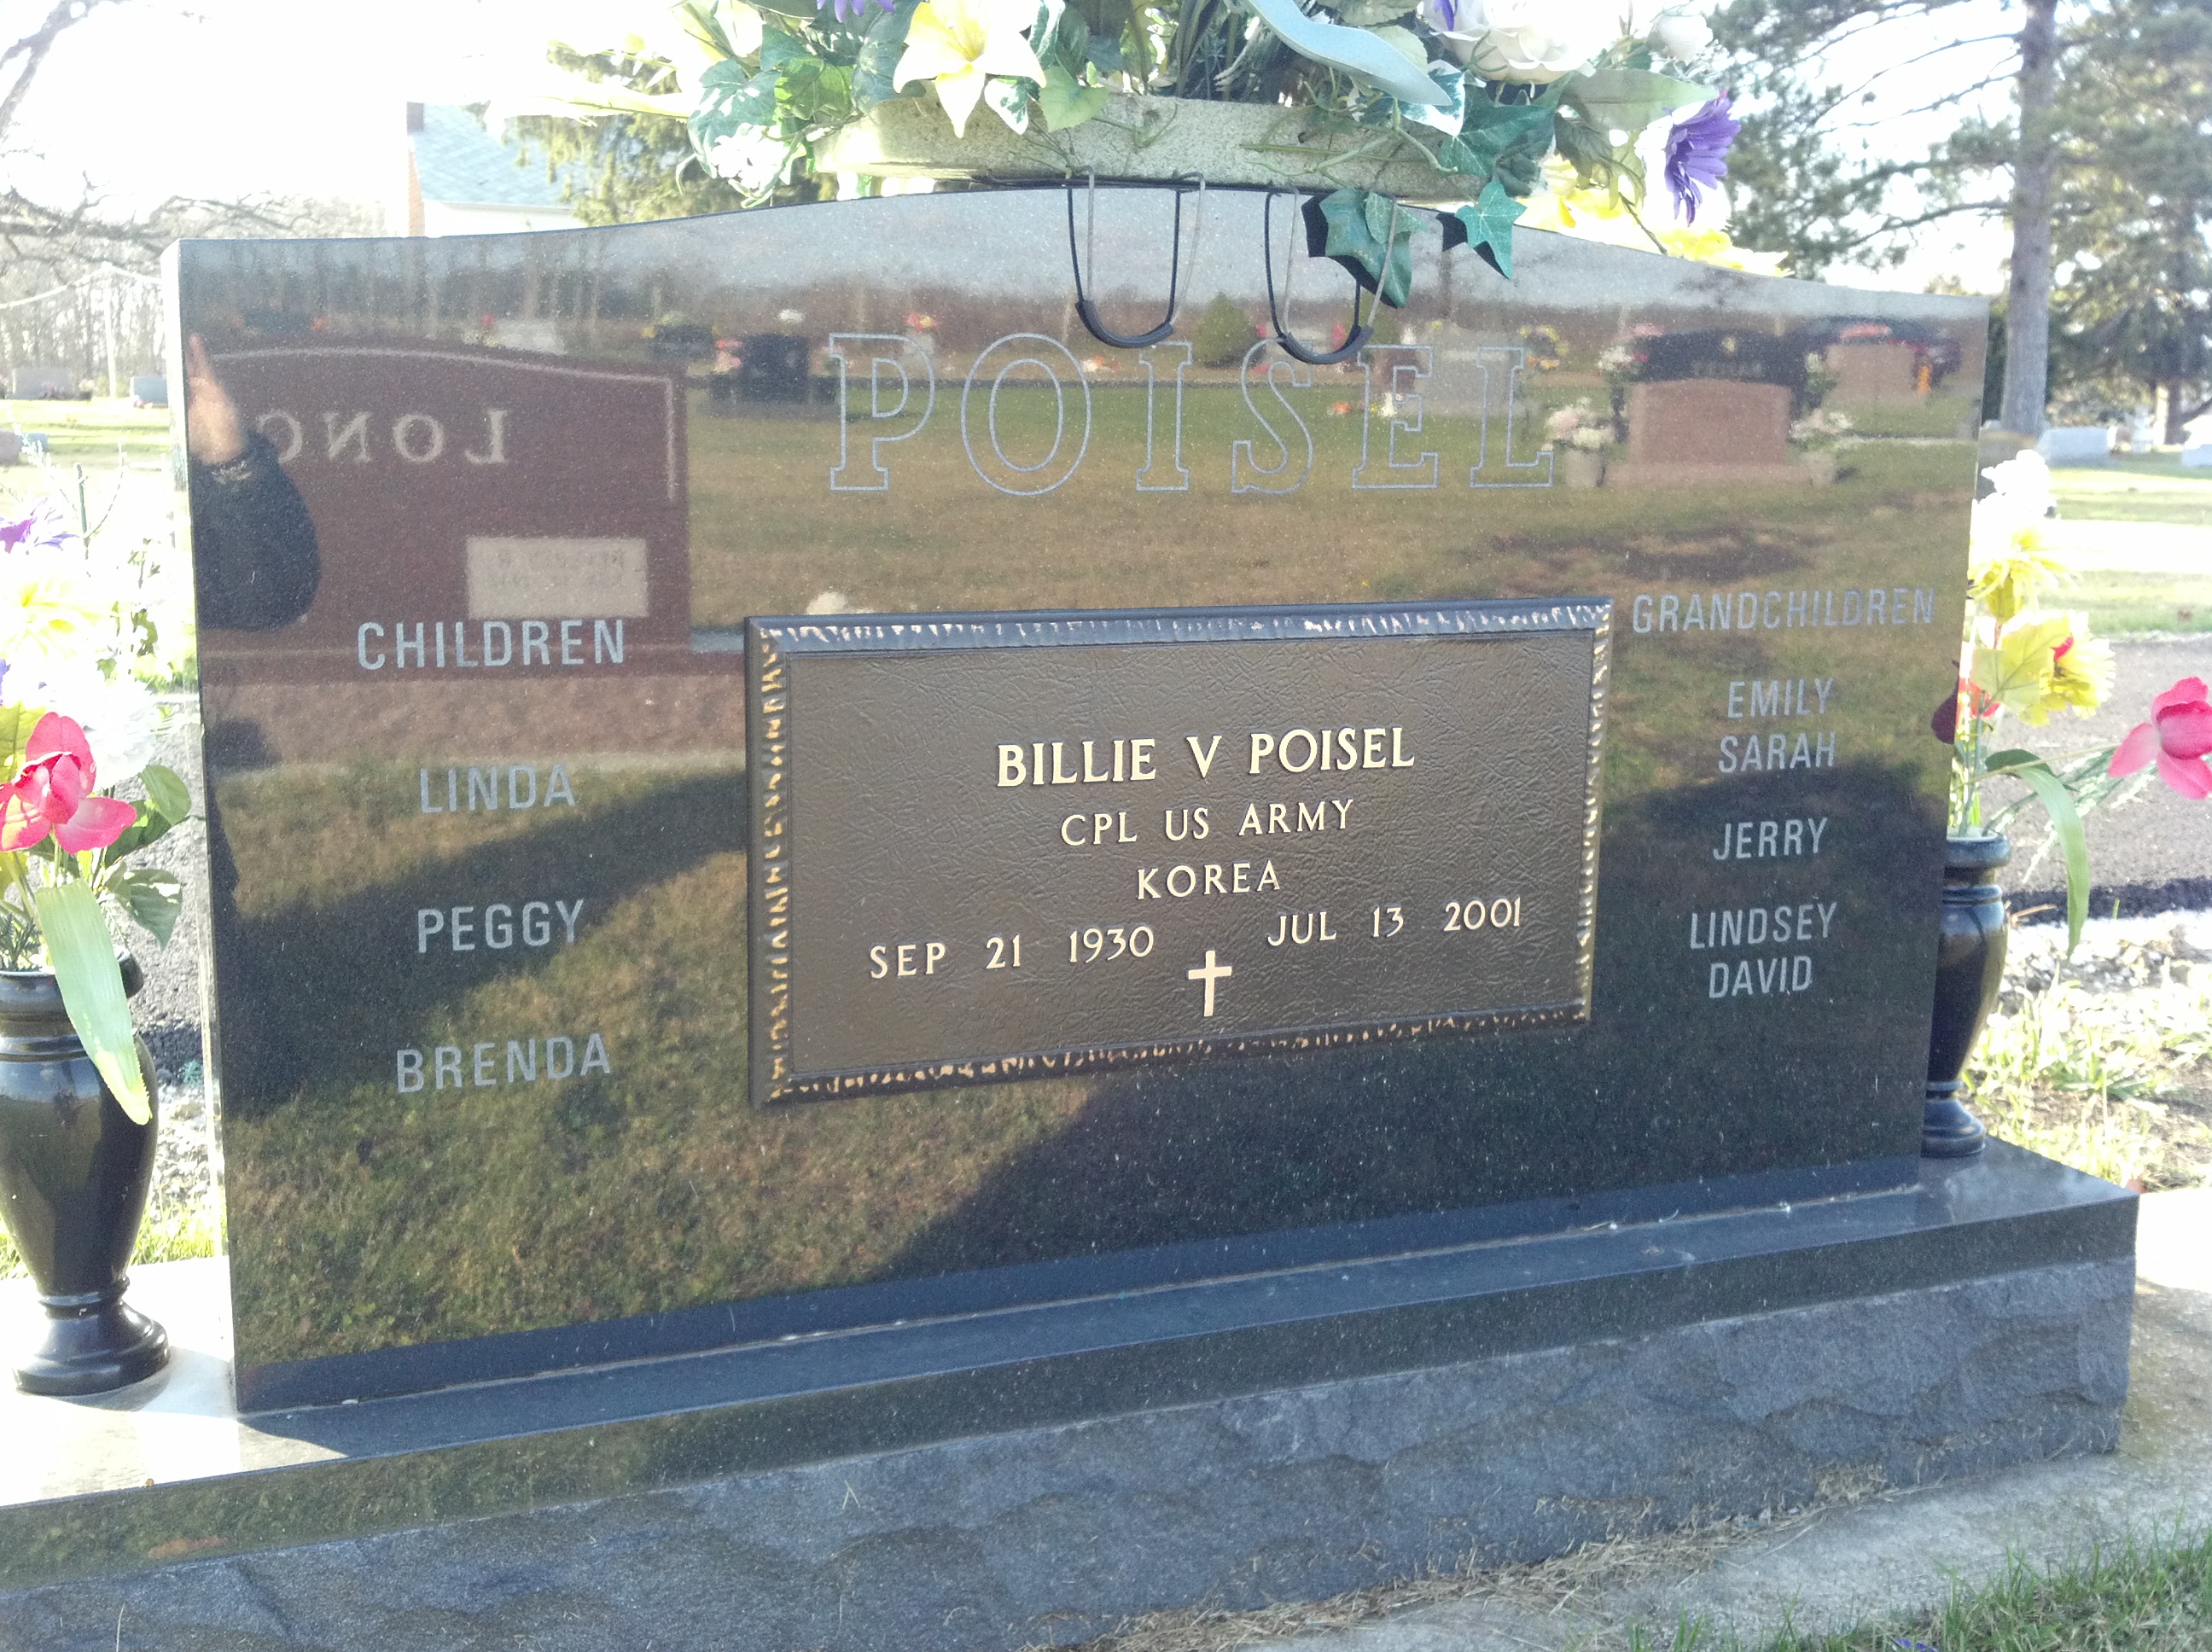 POISEL
CHILDREN
LINDA
PEGGY
BRENDA
BILLIE V POISEL
CPL US ARMY
KOREA
SEP 21 1930 JUL 13 2001
GRANDCHILDREN
EMILY
SARAH
JERRY
LINDSEY
DAVID
LONG